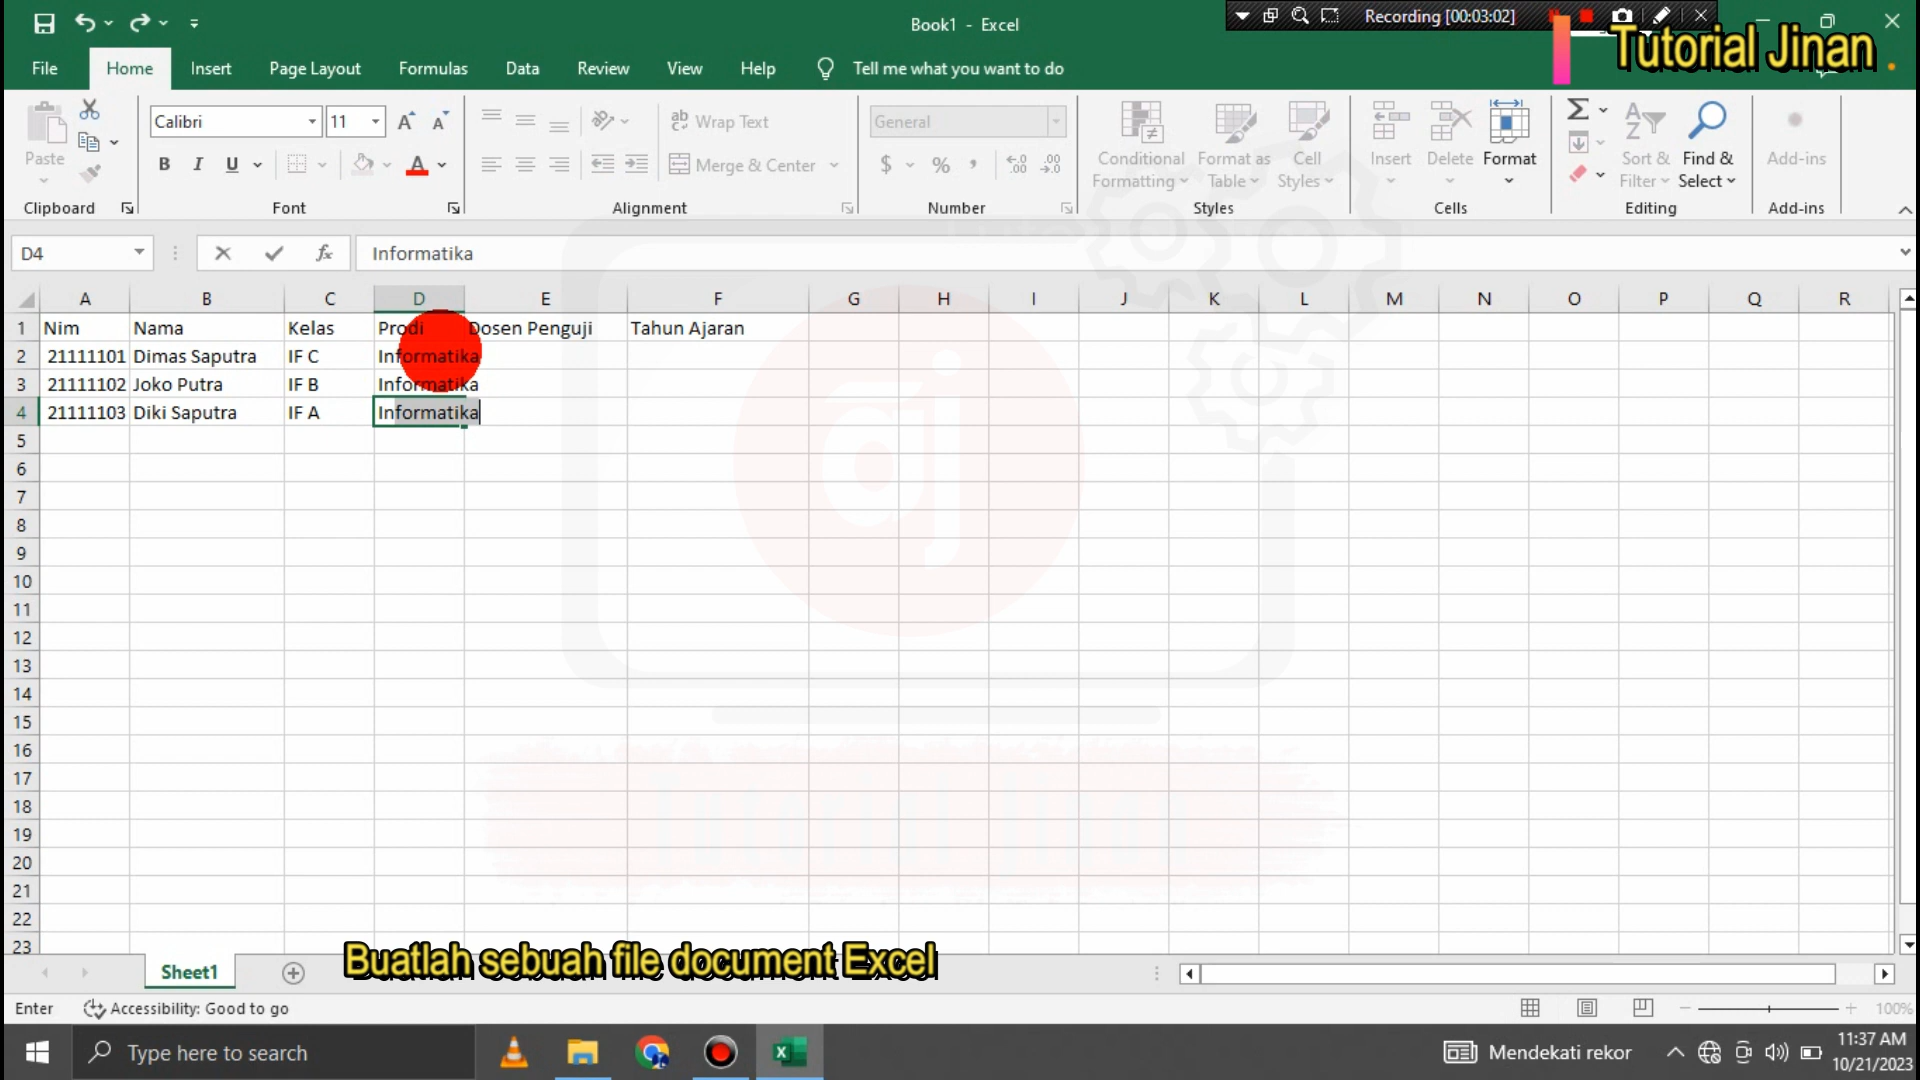 Book1 - Excel
Recording [00:03:02]
Tutorial Jinan
File Home Insert Page Layout Formulas Data Review View Help Tell me what you want to do
Calibri 11 Wrap Text General
Paste B I U Merge & Center $ % , Conditional Formatting Format as Table Cell Styles Insert Delete Format Sort & Filter Find & Select Add-ins
Clipboard Font Alignment Number Styles Cells Editing Add-ins
D4 fx Informatika
A B C D E F G H I J K L M N O P Q R
1 Nim Nama Kelas Prodi Dosen Penguji Tahun Ajaran
2 21111101 Dimas Saputra IF C Informatika
3 21111102 Joko Putra IF B Informatika
4 21111103 Diki Saputra IF A Informatika
5
6
7
8
9
10
11
12
13
14
15
16
17
18
19
20
21
22
23
Tutorial Jinan
Sheet1
Buatlah sebuah file document Excel
Enter Accessibility: Good to go 100%
Type here to search Mendekati rekor 11:37 AM
10/21/2023